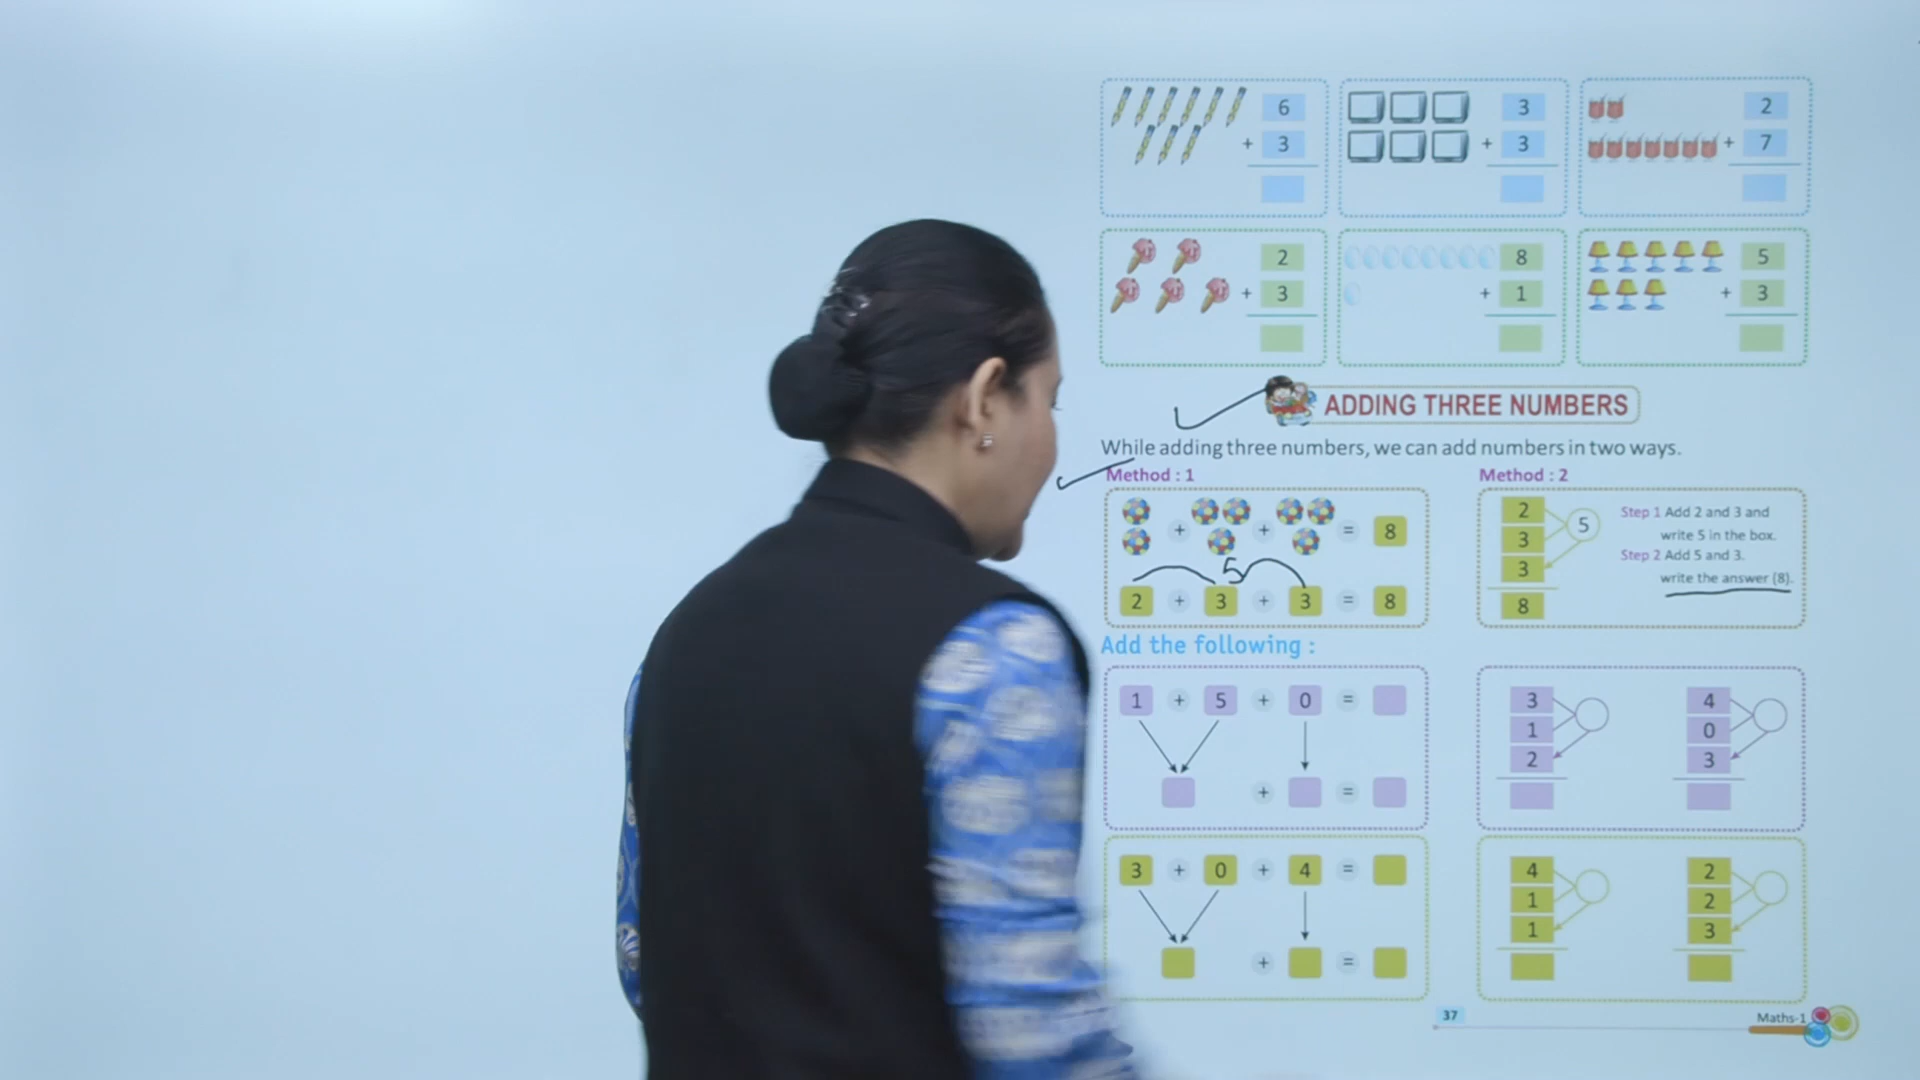 6 3 2
+ 3 + 3 + 7
2 8 5
+ 3 + 1 + 3
ADDING THREE NUMBERS
While adding three numbers, we can add numbers in two ways.
Method : 1
+ + = 8
5
2 + 3 + 3 = 8
Method : 2
2
3
3
8
5
Step 1 Add 2 and 3 and
write 5 in the box.
Step 2 Add 5 and 3.
write the answer (8).
Add the following :
1 + 5 + 0 =
+ =
3 4
1 0
2 3
3 + 0 + 4 =
+ =
4 2
1 2
1 3
37
Maths-1